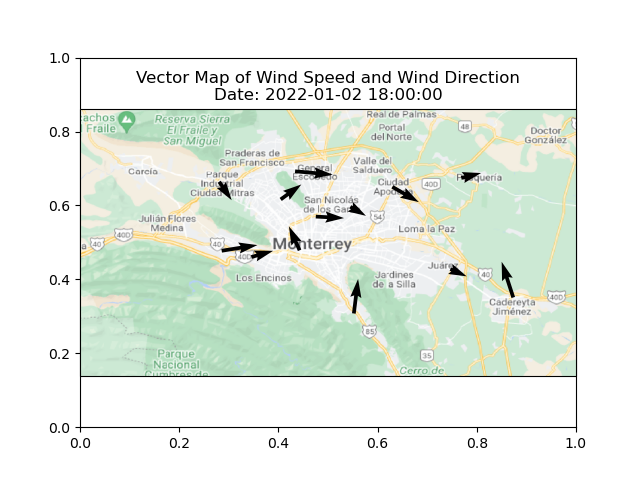 1.0
Vector Map of Wind Speed and Wind Direction
Date: 2022-01-02 18:00:00
achos
Fraile
Reserva Sierra
El Fraile y
San Miguel
Real de Palmas
Portal
del Norte
48
Doctor
González
0.8
García
Praderas de
San Francisco
General
Escobedo
Valle del
Salduero
Parque
Industrial
Ciudad Mitras
Ciudad
Apodaca
40D
Pesquería
0.6
San Nicolás
de los Garza
54
Julián Flores
Medina
Loma la Paz
40
40
Monterrey
40D
Juárez
40
0.4
Los Encinos
Jardines
de la Silla
Cadereyta
Jiménez
40D
85
35
0.2
Parque
Nacional
Cumbres de
Cerro de
0.0
0.0
0.2
0.4
0.6
0.8
1.0